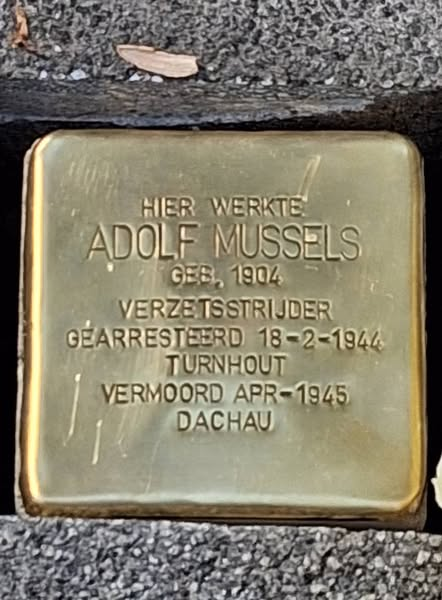 HIER WERKTE
ADOLF MUSSELS
GEB. 1904
VERZETSSTRIJDER
GEARRESTEERD 18-2-1944
TURNHOUT
VERMOORD APR-1945
DACHAU